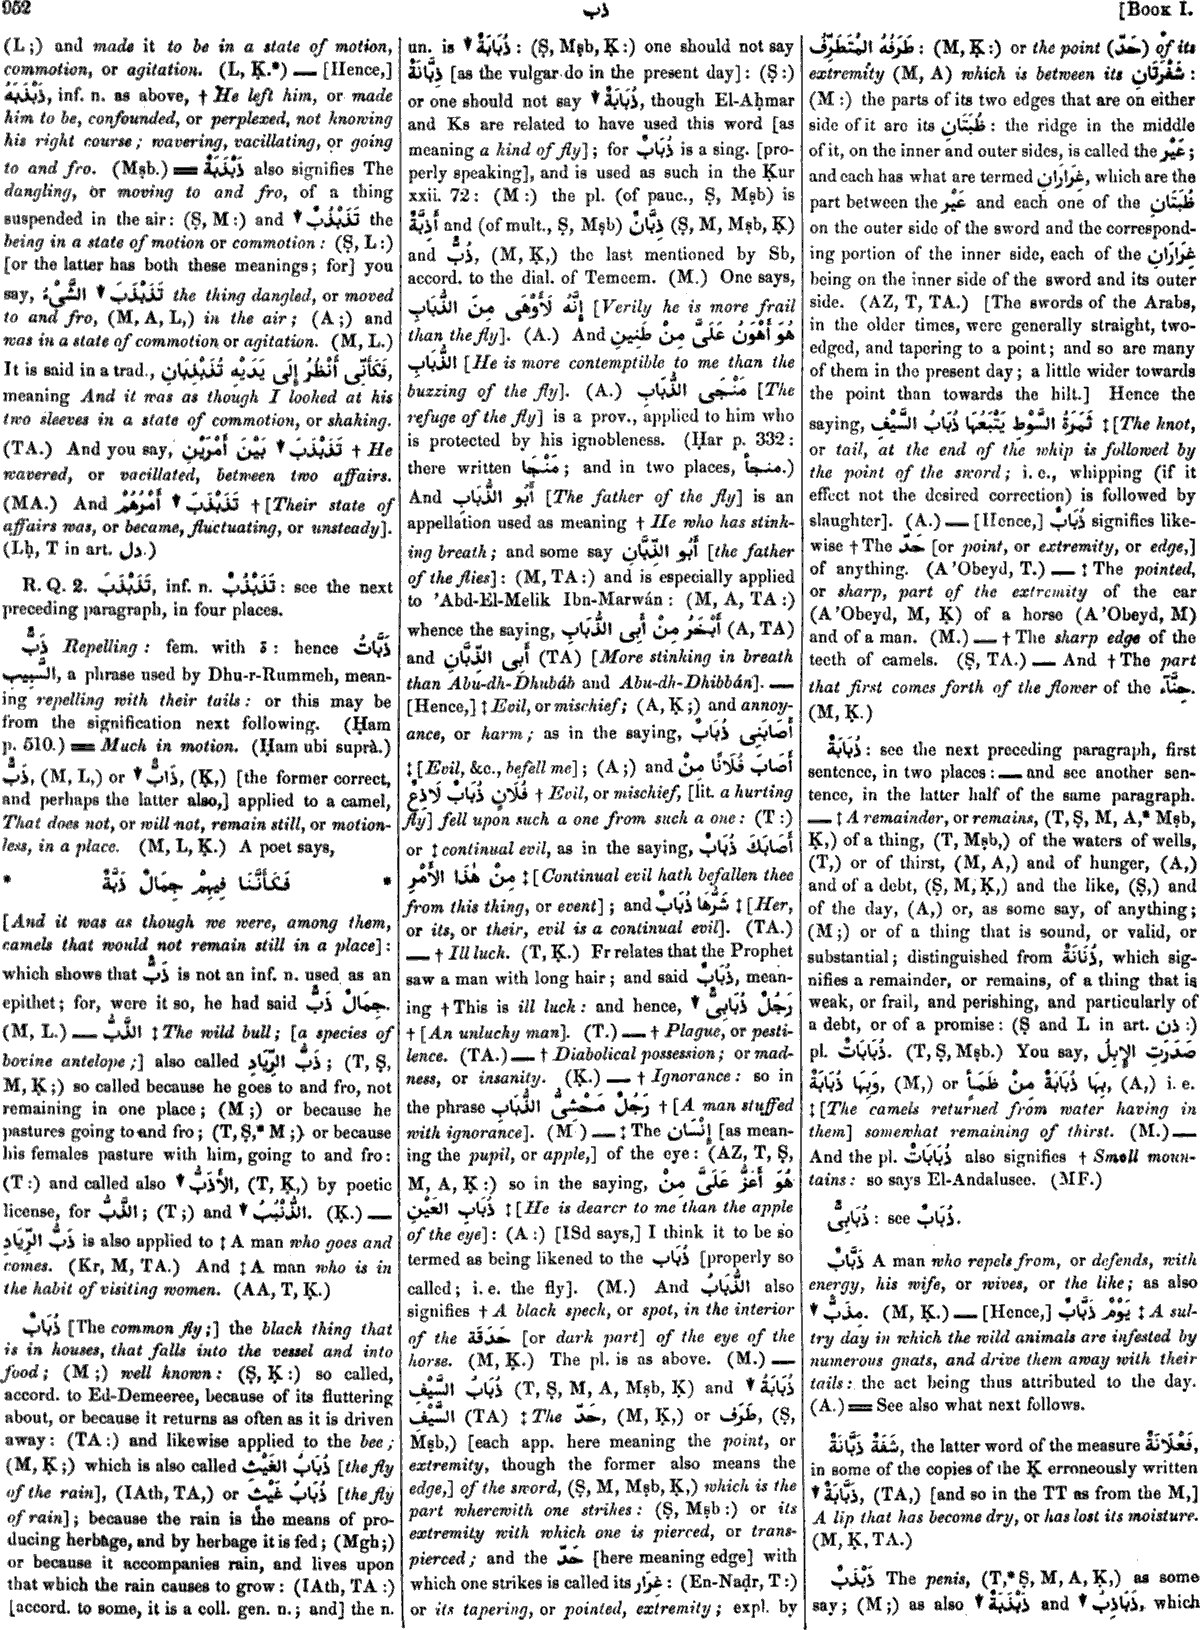 952
ذب
[BOOK I.
(L;) and made it to be in a state of motion,
commotion, or agitation. (L, Ḳ.*) — [Hence,]
ذَبْذَبَهُ, inf. n. as above, † He left him, or made
him to be, confounded, or perplexed, not knowing
his right course; wavering, vacillating, or going
to and fro. (Mṣb.) = ذَبْذَبَةٌ also signifies The
dangling, or moving to and fro, of a thing
suspended in the air: (Ṣ, M:) and ▼ تَذَبْذُبٌ the
being in a state of motion or commotion: (Ṣ, L:)
[or the latter has both these meanings; for] you
say, تَذَبْذَبَ ▼ الشَّىْءُ the thing dangled, or moved
to and fro, (M, A, L,) in the air; (A;) and
was in a state of commotion or agitation. (M, L.)
It is said in a trad., فَكَأَنِّى أَنْظُرُ إِلَى يَدَيْهِ تَذَبْذَبَانِ,
meaning And it was as though I looked at his
two sleeves in a state of commotion, or shaking.
(TA.) And you say, تَذَبْذَبَ ▼ بَيْنَ أَمْرَيْنِ † He
wavered, or vacillated, between two affairs.
(MA.) And تَذَبْذَبَ ▼ أَمْرُهُمْ † [Their state of
affairs was, or became, fluctuating, or unsteady].
(Lḥ, T in art. دل.)
R. Q. 2. تَذَبْذَبَ, inf. n. تَذَبْذُبٌ: see the next
preceding paragraph, in four places.
ذَبٌّ Repelling: fem. with ة: hence ذَبَّاتُ
السَّبِيبِ, a phrase used by Dhu-r-Rummeh, mean-
ing repelling with their tails: or this may be
from the signification next following. (Ḥam
p. 510.) = Much in motion. (Ḥam ubi suprà.)
ذَبٌّ, (M, L,) or ▼ ذَابٌّ, (Ḳ,) [the former correct,
and perhaps the latter also,] applied to a camel,
That does not, or will not, remain still, or motion-
less, in a place. (M, L, Ḳ.) A poet says,
* فَكَأَنَّنَا فِيهِمْ جِمَالٌ ذَبَّةٌ *
[And it was as though we were, among them,
camels that would not remain still in a place]:
which shows that ذَبٌّ is not an inf. n. used as an
epithet; for, were it so, he had said جِمَالٌ ذَبٌّ.
(M, L.) — الذَّبُّ ‡ The wild bull; [a species of
bovine antelope;] also called ذَبُّ الرِّيَادِ; (T, Ṣ,
M, Ḳ;) so called because he goes to and fro, not
remaining in one place; (M;) or because he
pastures going to and fro; (T, Ṣ,* M;) or because
his females pasture with him, going to and fro:
(T:) and called also ▼ الأَذَبُّ, (T, Ḳ,) by poetic
license, for الذَّبُّ; (T;) and ▼ الذُّنْبُبُ. (Ḳ.) —
ذَبُّ الرِّيَادِ is also applied to ‡ A man who goes and
comes. (Kr, M, TA.) And ‡ A man who is in
the habit of visiting women. (AA, T, Ḳ.)
ذُبَابٌ [The common fly;] the black thing that
is in houses, that falls into the vessel and into
food; (M;) well known: (Ṣ, Ḳ:) so called,
accord. to Ed-Demeeree, because of its fluttering
about, or because it returns as often as it is driven
away: (TA:) and likewise applied to the bee;
(M, Ḳ;) which is also called ذُبَابُ الغَيْثِ [the fly
of the rain], (IAth, TA,) or ذُبَابُ غَيْثٍ [the fly
of rain]; because the rain is the means of pro-
ducing herbage, and by herbage it is fed; (Mgh;)
or because it accompanies rain, and lives upon
that which the rain causes to grow: (IAth, TA:)
[accord. to some, it is a coll. gen. n.; and] the n.
un. is ▼ ذُبَابَةٌ: (Ṣ, Mṣb, Ḳ:) one should not say
ذِبَّانَةٌ [as the vulgar do in the present day]: (Ṣ:)
or one should not say ▼ ذُبَابَةٌ, though El-Aḥmar
and Ks are related to have used this word [as
meaning a kind of fly]; for ذُبَابٌ is a sing. [pro-
perly speaking], and is used as such in the Ḳur
xxii. 72: (M:) the pl. (of pauc., Ṣ, Mṣb) is
أَذِبَّةٌ and (of mult., Ṣ, Mṣb) ذِبَّانٌ (Ṣ, M, Mṣb, Ḳ)
and ذُبٌّ, (M, Ḳ,) the last mentioned by Sb,
accord. to the dial. of Temeem. (M.) One says,
إِنَّهُ لَأَوْهَى مِنَ الذُّبَابِ [Verily he is more frail
than the fly]. (A.) And هُوَ أَهْوَنُ عَلَىَّ مِنْ طَنِينِ
الذُّبَابِ [He is more contemptible to me than the
buzzing of the fly]. (A.) مَنْجَى الذُّبَابِ [The
refuge of the fly] is a prov., applied to him who
is protected by his ignobleness. (Ḥar p. 332:
there written مَنْجَا; and in two places, منجأ.)
And أَبُو الذُّبَابِ [The father of the fly] is an
appellation used as meaning † He who has stink-
ing breath; and some say أَبُو الذِّبَّانِ [the father
of the flies]: (M, TA:) and is especially applied
to 'Abd-El-Melik Ibn-Marwán: (M, A, TA:)
whence the saying, أَبْخَرُ مِنْ أَبِى الذُّبَابِ (A, TA)
and أَبِى الذِّبَّانِ (TA) [More stinking in breath
than Abu-dh-Dhubáb and Abu-dh-Dhibbán]. —
[Hence,] ‡ Evil, or mischief; (A, Ḳ;) and annoy-
ance, or harm; as in the saying, أَصَابَنِى ذُبَابٌ
‡ [Evil, &c., befell me]; (A;) and أَصَابَ فُلَانًا مِنْ
فُلَانٍ ذُبَابٌ لَاذِعٌ † Evil, or mischief, [lit. a hurting
fly] fell upon such a one from such a one: (T:)
or ‡ continual evil, as in the saying, أَصَابَكَ ذُبَابٌ
مِنْ هٰذَا الأَمْرِ ‡ [Continual evil hath befallen thee
from this thing, or event]; and شَرُّهَا ذُبَابٌ ‡ [Her,
or its, or their, evil is a continual evil]. (TA.)
— † Ill luck. (T, Ḳ.) Fr relates that the Prophet
saw a man with long hair; and said ذُبَابٌ, mean-
ing † This is ill luck: and hence, ▼ رَجُلٌ ذُبَابِىٌّ
† [An unlucky man]. (T.) — † Plague, or pesti-
lence. (TA.) — † Diabolical possession; or mad-
ness, or insanity. (Ḳ.) — † Ignorance: so in
the phrase رَجُلٌ مَحْشِىُّ الذُّبَابِ † [A man stuffed
with ignorance]. (M) — ‡ The إِنْسَان [as mean-
ing the pupil, or apple,] of the eye: (AZ, T, Ṣ,
M, A, Ḳ:) so in the saying, هُوَ أَعَزُّ عَلَىَّ مِنْ
ذُبَابِ العَيْنِ ‡ [He is dearer to me than the apple
of the eye]: (A:) [ISd says,] I think it to be so
termed as being likened to the ذُبَاب [properly so
called; i. e. the fly]. (M.) And الذُّبَابُ also
signifies † A black speck, or spot, in the interior
of the حَدَقَة [or dark part] of the eye of the
horse. (M, Ḳ.) The pl. is as above. (M.) —
ذُبَابُ السَّيْفِ (T, Ṣ, M, A, Mṣb, Ḳ) and ▼ ذُبَابَةُ
السَّيْفِ (TA) ‡ The حَدّ, (M, Ḳ,) or طَرَف, (Ṣ,
Mṣb,) [each app. here meaning the point, or
extremity, though the former also means the
edge,] of the sword, (Ṣ, M, Mṣb, Ḳ,) which is the
part wherewith one strikes: (Ṣ, Mṣb:) or its
extremity with which one is pierced, or trans-
pierced; and the حَدّ [here meaning edge] with
which one strikes is called its غِرَار: (En-Naḍr, T:)
or its tapering, or pointed, extremity; expl. by
طَرَفُهُ المُتَطَرِّفُ: (M, Ḳ:) or the point (حَدّ) of its
extremity (M, A) which is between its شَفْرَتَانِ:
(M:) the parts of its two edges that are on either
side of it are its ظُبَتَانِ: the ridge in the middle
of it, on the inner and outer sides, is called the عَيْر;
and each has what are termed غِرَارَانِ, which are the
part between the عَيْر and each one of the ظُبَتَانِ
on the outer side of the sword and the correspond-
ing portion of the inner side, each of the غِرَارَانِ
being on the inner side of the sword and its outer
side. (AZ, T, TA.) [The swords of the Arabs,
in the older times, were generally straight, two-
edged, and tapering to a point; and so are many
of them in the present day; a little wider towards
the point than towards the hilt.] Hence the
saying, ثَمَرَةُ السَّوْطِ يَتْبَعُهَا ذُبَابُ السَّيْفِ ‡ [The knot,
or tail, at the end of the whip is followed by
the point of the sword; i. e., whipping (if it
effect not the desired correction) is followed by
slaughter]. (A.) — [Hence,] ذُبَابٌ signifies like-
wise † The حَدّ [or point, or extremity, or edge,]
of anything. (A'Obeyd, T.) — ‡ The pointed,
or sharp, part of the extremity of the ear
(A'Obeyd, M, Ḳ) of a horse (A'Obeyd, M)
and of a man. (M.) — † The sharp edge of the
teeth of camels. (Ṣ, TA.) — And † The part
that first comes forth of the flower of the حِنَّآء.
(M, Ḳ.)
ذُبَابَةٌ: see the next preceding paragraph, first
sentence, in two places: — and see another sen-
tence, in the latter half of the same paragraph.
— ‡ A remainder, or remains, (T, Ṣ, M, A,* Mṣb,
Ḳ,) of a thing, (T, Mṣb,) of the waters of wells,
(T,) or of thirst, (M, A,) and of hunger, (A,)
and of a debt, (Ṣ, M, Ḳ,) and the like, (Ṣ,) and
of the day, (A,) or, as some say, of anything;
(M;) or of a thing that is sound, or valid, or
substantial; distinguished from ذُنَانَةٌ, which sig-
nifies a remainder, or remains, of a thing that is
weak, or frail, and perishing, and particularly of
a debt, or of a promise: (Ṣ and L in art. ذن:)
pl. ذُبَابَاتٌ. (T, Ṣ, Mṣb.) You say, صَدَرَتِ الإِبِلُ
وَبِهَا ذُبَابَةٌ, (M,) or بِهَا ذُبَابَةٌ مِنْ ظَمَأٍ, (A,) i. e.
‡ [The camels returned from water having in
them] somewhat remaining of thirst. (M.) —
And the pl. ذُبَابَاتٌ also signifies † Small moun-
tains: so says El-Andalusee. (MF.)
ذُبَابِىٌّ: see ذُبَابٌ.
ذَبَّابٌ A man who repels from, or defends, with
energy, his wife, or wives, or the like; as also
▼ مِذَبٌّ. (M, Ḳ.) — [Hence,] يَوْمٌ ذَبَّابٌ ‡ A sul-
try day in which the wild animals are infested by
numerous gnats, and drive them away with their
tails: the act being thus attributed to the day.
(A.) = See also what next follows.
شَفَةٌ ذَبَّانَةٌ, the latter word of the measure فَعْلَانَةٌ,
in some of the copies of the Ḳ erroneously written
▼ ذَبَّابَةٌ, (TA,) [and so in the TT as from the M,]
A lip that has become dry, or has lost its moisture.
(M, Ḳ, TA.)
ذَبْذَبٌ The penis, (T,* Ṣ, M, A, Ḳ,) as some
say; (M;) as also ▼ ذَبْذَبَةٌ and ▼ ذَبَاذِبُ, which